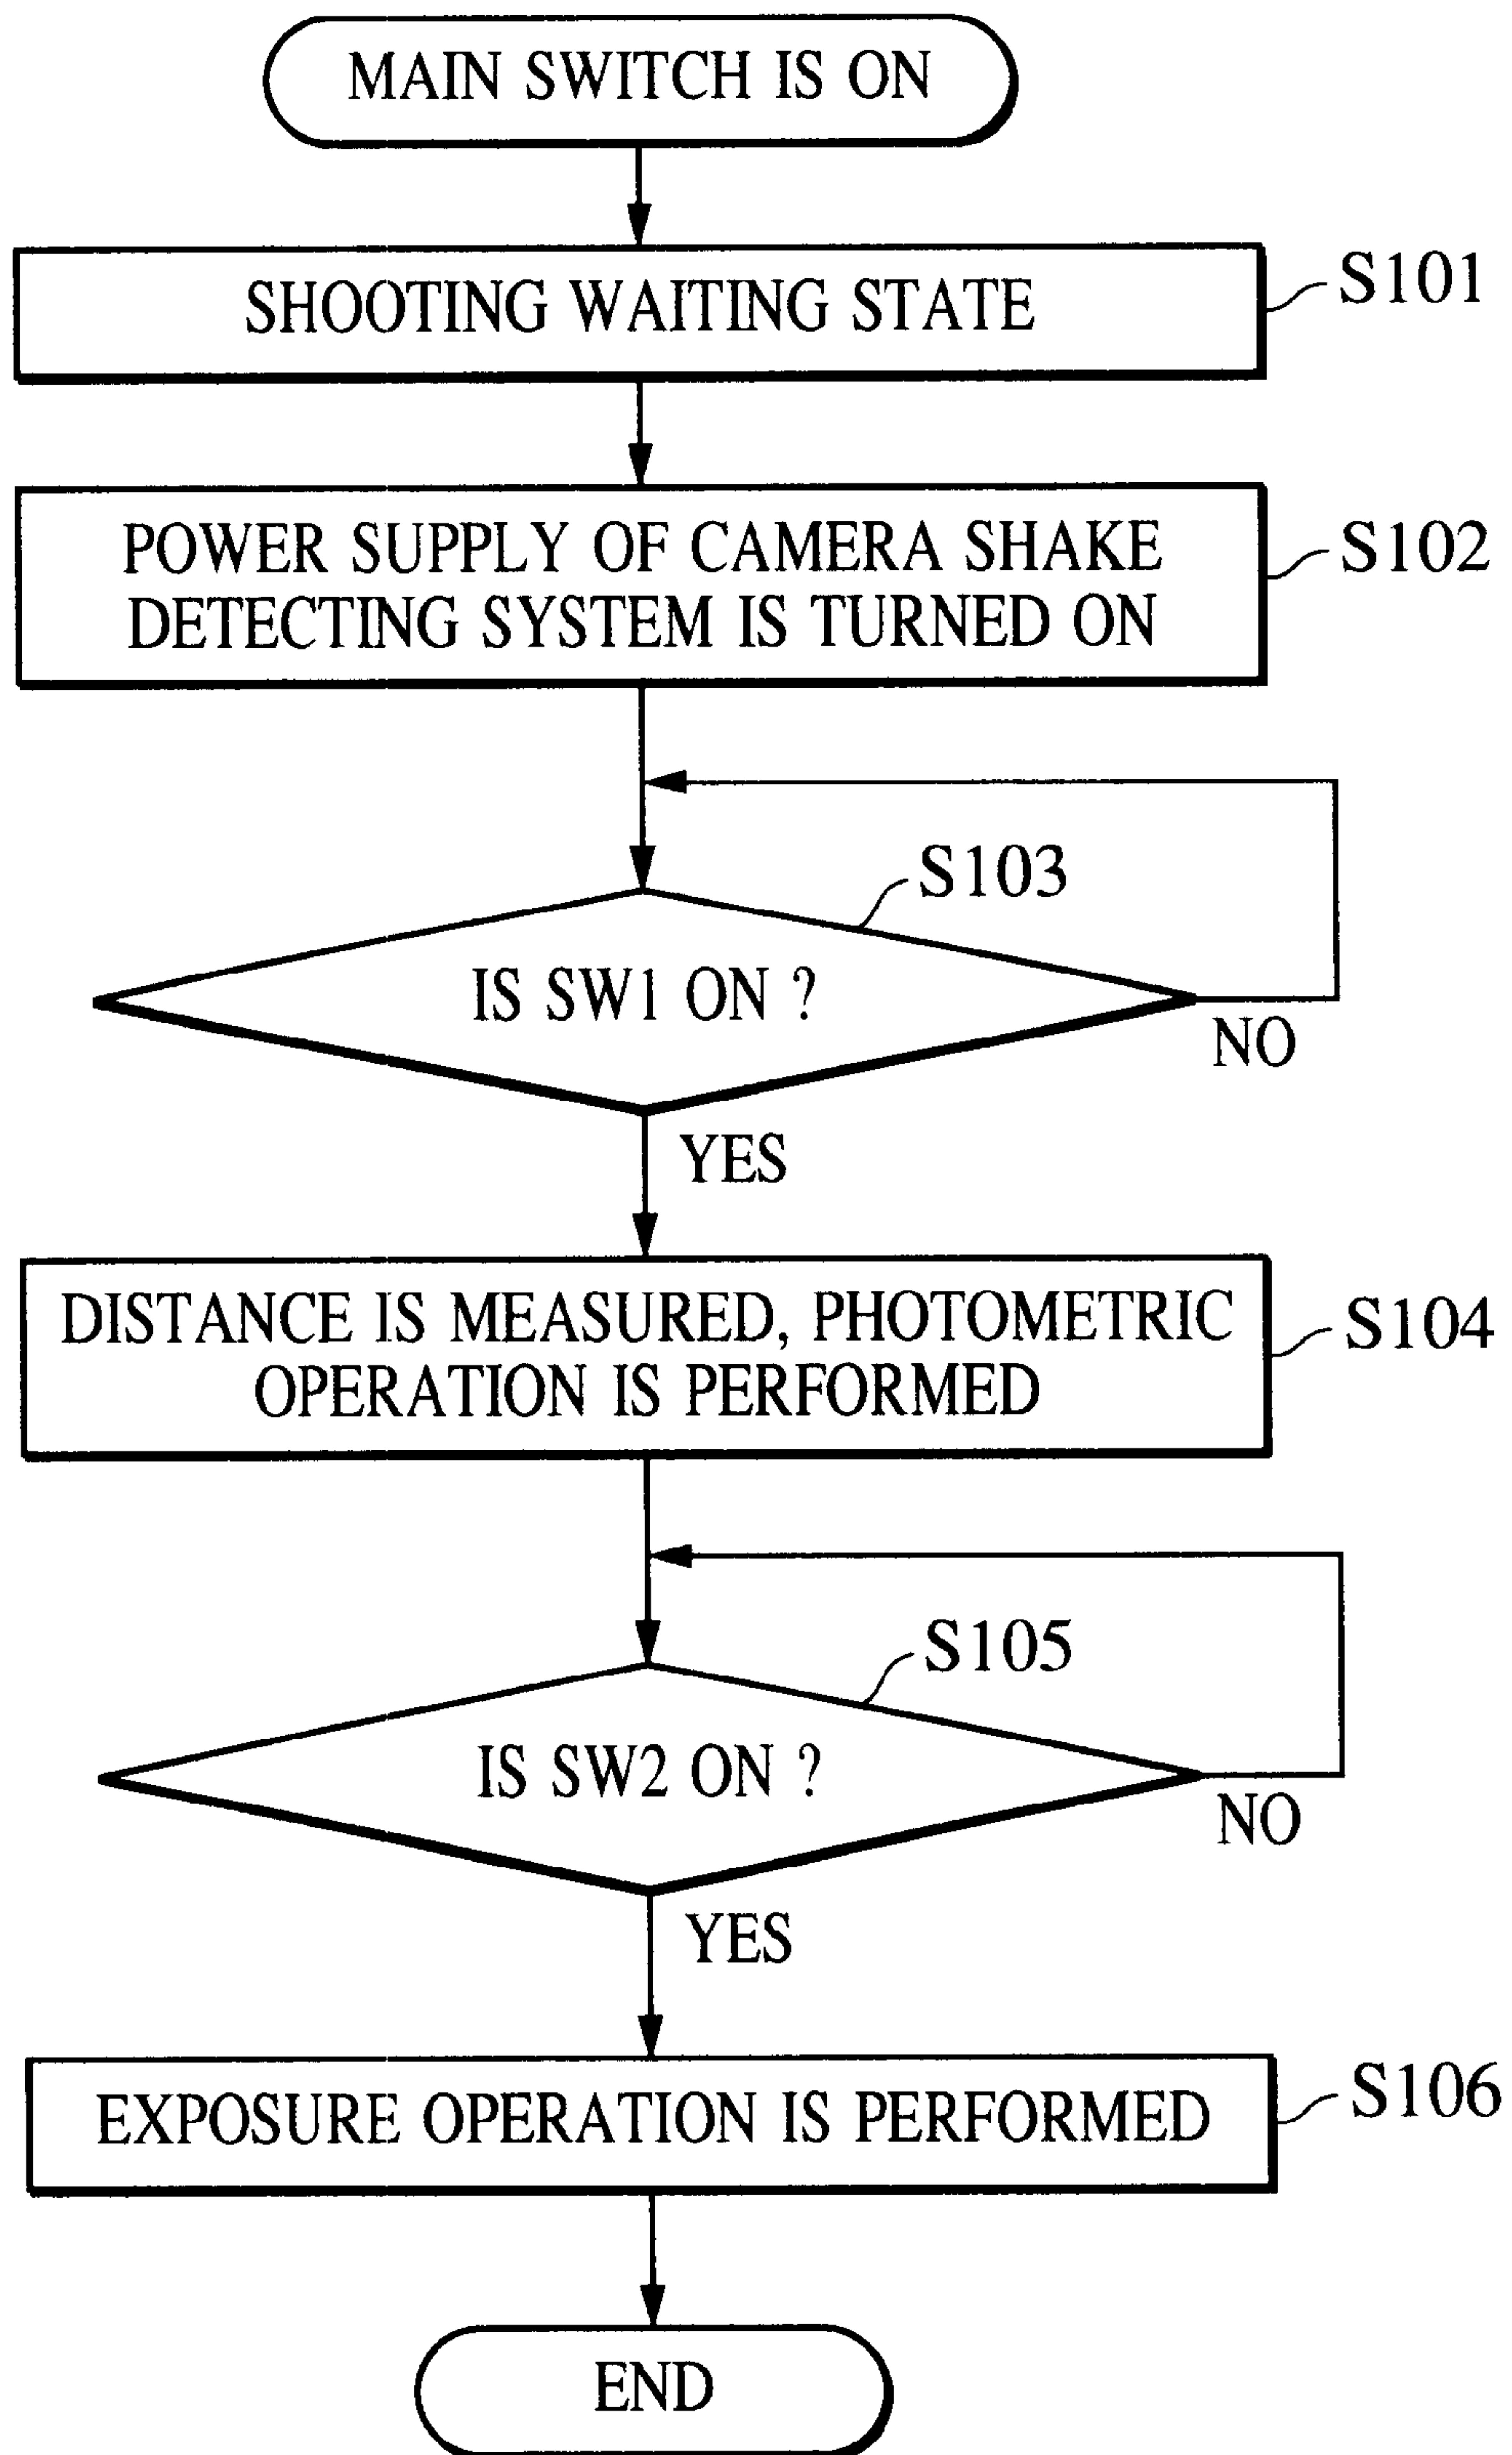 MAIN SWITCH IS ON
SHOOTING WAITING STATE
S101
POWER SUPPLY OF CAMERA SHAKE
DETECTING SYSTEM IS TURNED ON
S102
S103
IS SW1 ON ?
NO
YES
DISTANCE IS MEASURED, PHOTOMETRIC
OPERATION IS PERFORMED
S104
S105
IS SW2 ON ?
NO
YES
EXPOSURE OPERATION IS PERFORMED
S106
END